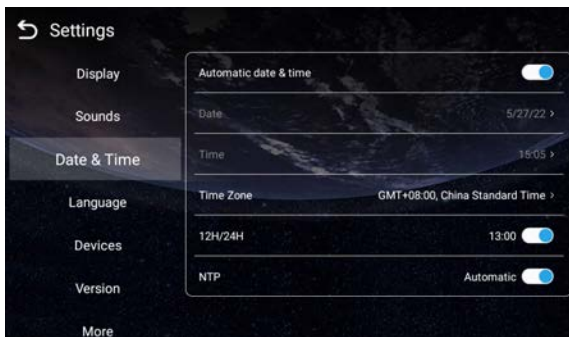 Settings
Display
Sounds
Date & Time
Language
Devices
Version
More
Automatic date & time
Date 5/27/22 >
Time 15:05 >
Time Zone GMT+08:00, China Standard Time >
12H/24H 13:00
NTP Automatic